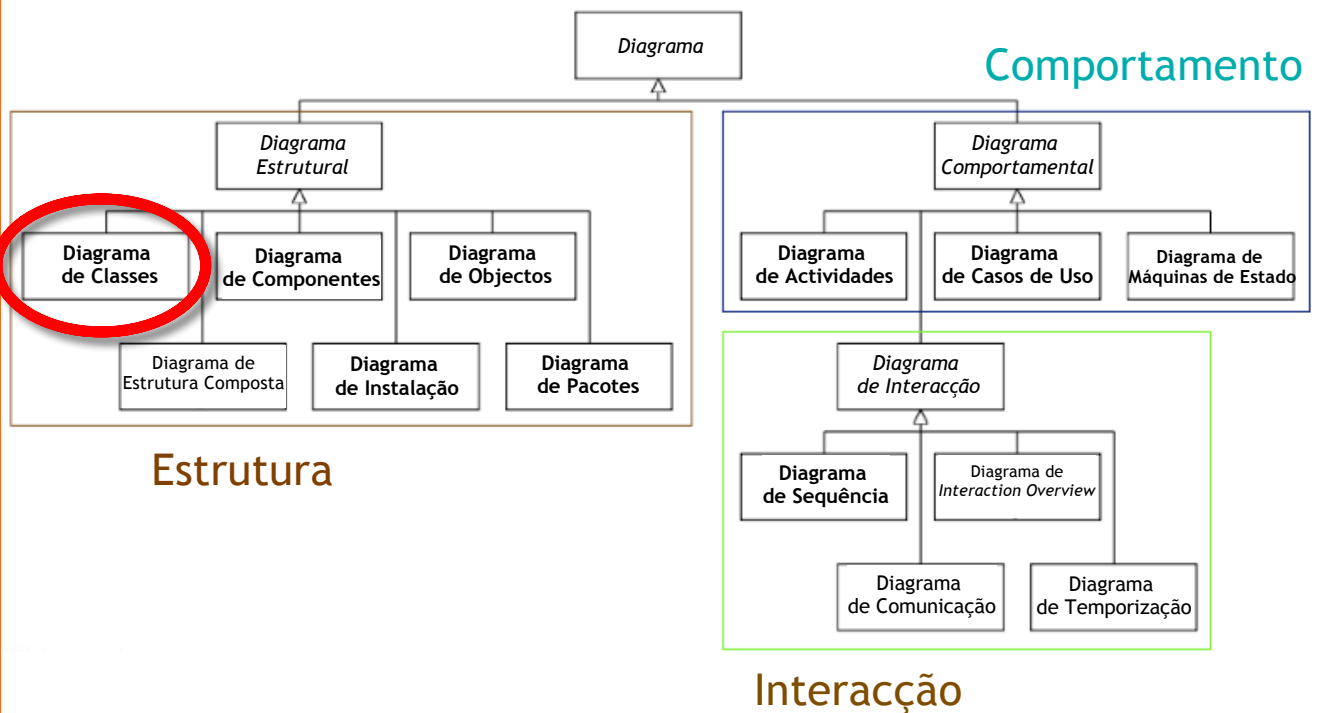 Diagrama
Comportamento
Diagrama
Estrutural
Diagrama
Comportamental
Diagrama
de Classes
Diagrama
de Componentes
Diagrama
de Objectos
Diagrama
de Actividades
Diagrama
de Casos de Uso
Diagrama de
Máquinas de Estado
Diagrama de
Estrutura Composta
Diagrama
de Instalação
Diagrama
de Pacotes
Diagrama
de Interacção
Estrutura
Diagrama
de Sequência
Diagrama de
Interaction Overview
Diagrama
de Comunicação
Diagrama
de Temporização
Interacção